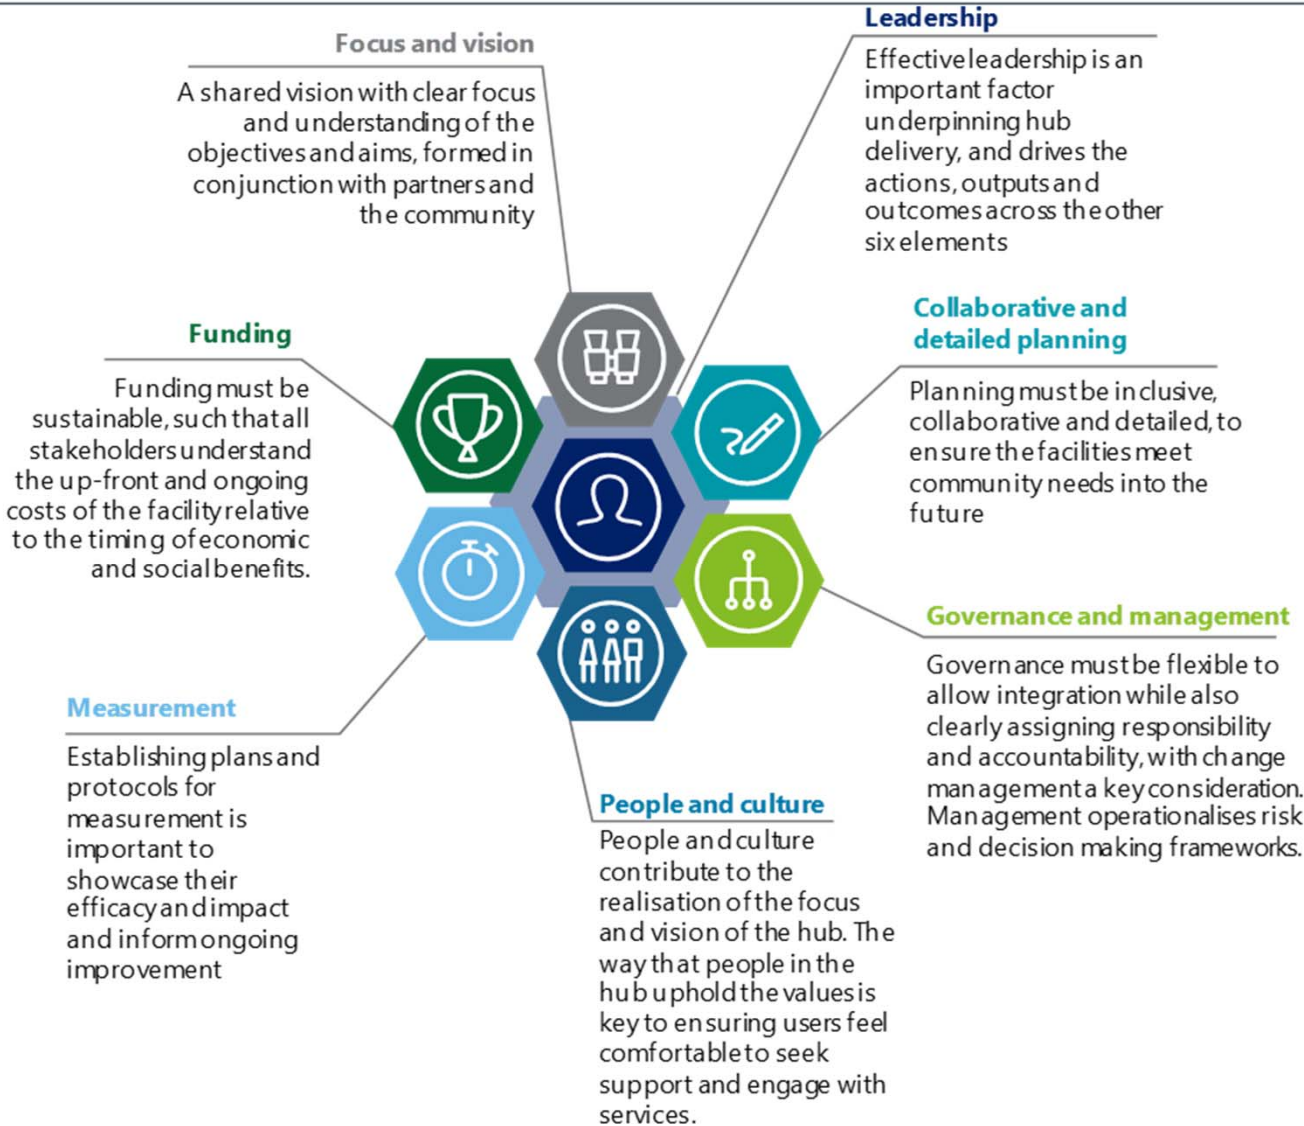 Focus and vision
A shared vision with clear focus
and understanding of the
objectives and aims, formed in
conjunction with partners and
the community
Leadership
Effective leadership is an
important factor
underpinning hub
delivery, and drives the
actions, outputs and
outcomes across the other
six elements
Funding
Funding must be
sustainable, such that all
stakeholders understand
the up-front and ongoing
costs of the facility relative
to the timing of economic
and social benefits.
Collaborative and
detailed planning
Planning must be inclusive,
collaborative and detailed, to
ensure the facilities meet
community needs into the
future
Governance and management
Governance must be flexible to
allow integration while also
clearly assigning responsibility
and accountability, with change
management a key consideration.
Management operationalises risk
and decision making frameworks.
Measurement
Establishing plans and
protocols for
measurement is
important to
showcase their
efficacy and impact
and inform ongoing
improvement
People and culture
People and culture
contribute to the
realisation of the focus
and vision of the hub. The
way that people in the
hub uphold the values is
key to ensuring users feel
comfortable to seek
support and engage with
services.